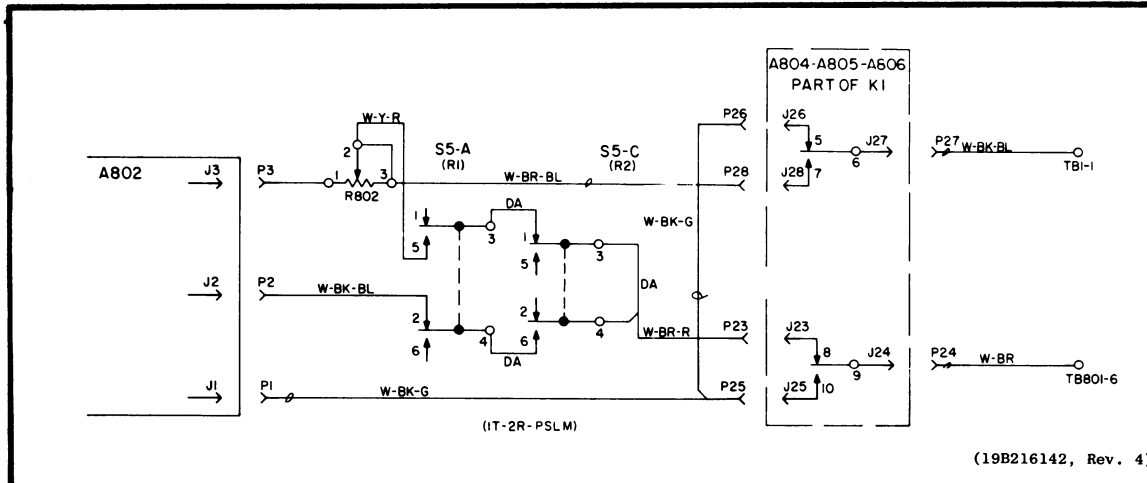 A804-A805-A806
PART OF K1
P26
J26
W-Y-R
5
J27
P27
W-BK-BL
6
TB1-1
2
S5-A
(R1)
S5-C
(R2)
A802
J3
P3
1
3
R802
W-BR-BL
P28
J28
7
DA
W-BK-G
1
3
5
1
3
5
DA
J2
P2
W-BK-BL
2
4
6
2
4
6
DA
W-BR-R
P23
J23
8
J24
P24
W-BR
9
TB801-6
J1
P1
W-BK-G
P25
J25
10
(1T-2R-PSLM)
(19B216142, Rev. 4)